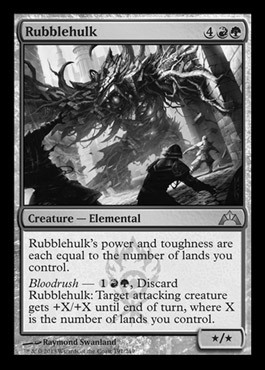 Rubblehulk 4
Creature — Elemental
Rubblehulk's power and toughness are
each equal to the number of lands you
control.
Bloodrush — 1 , Discard
Rubblehulk: Target attacking creature
gets +X/+X until end of turn, where X
is the number of lands you control.
Raymond Swanland
*/*